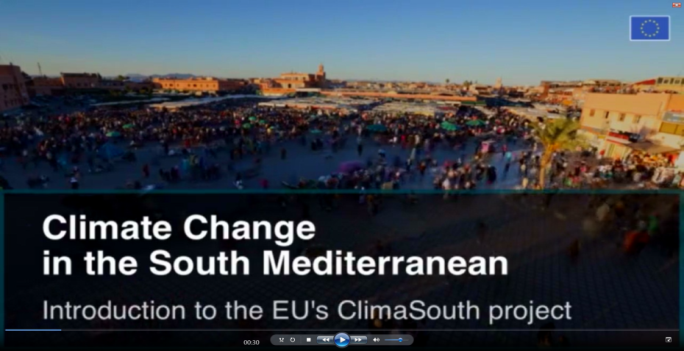 Climate Change
in the South Mediterranean
Introduction to the EU's ClimaSouth project
00:30